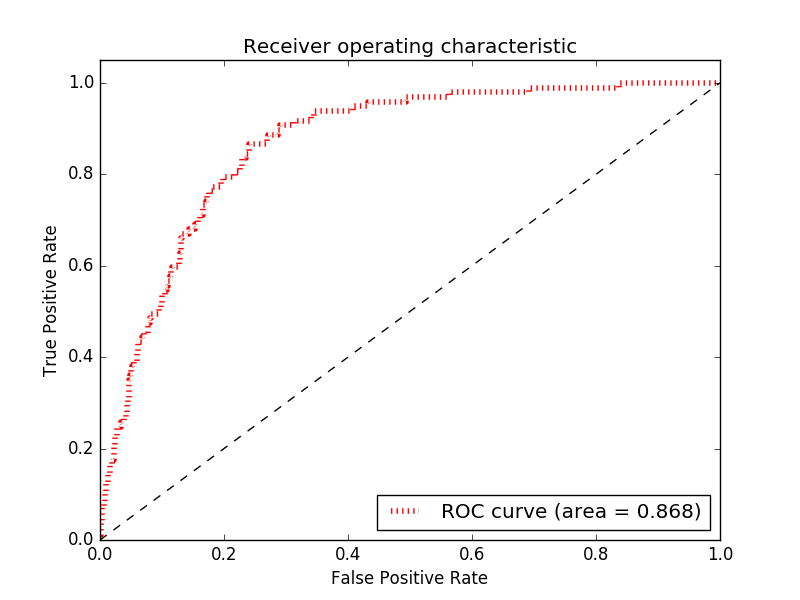 Receiver operating characteristic
1.0
0.8
0.6
0.4
0.2
0.0
True Positive Rate
ROC curve (area = 0.868)
0.0 0.2 0.4 0.6 0.8 1.0
False Positive Rate